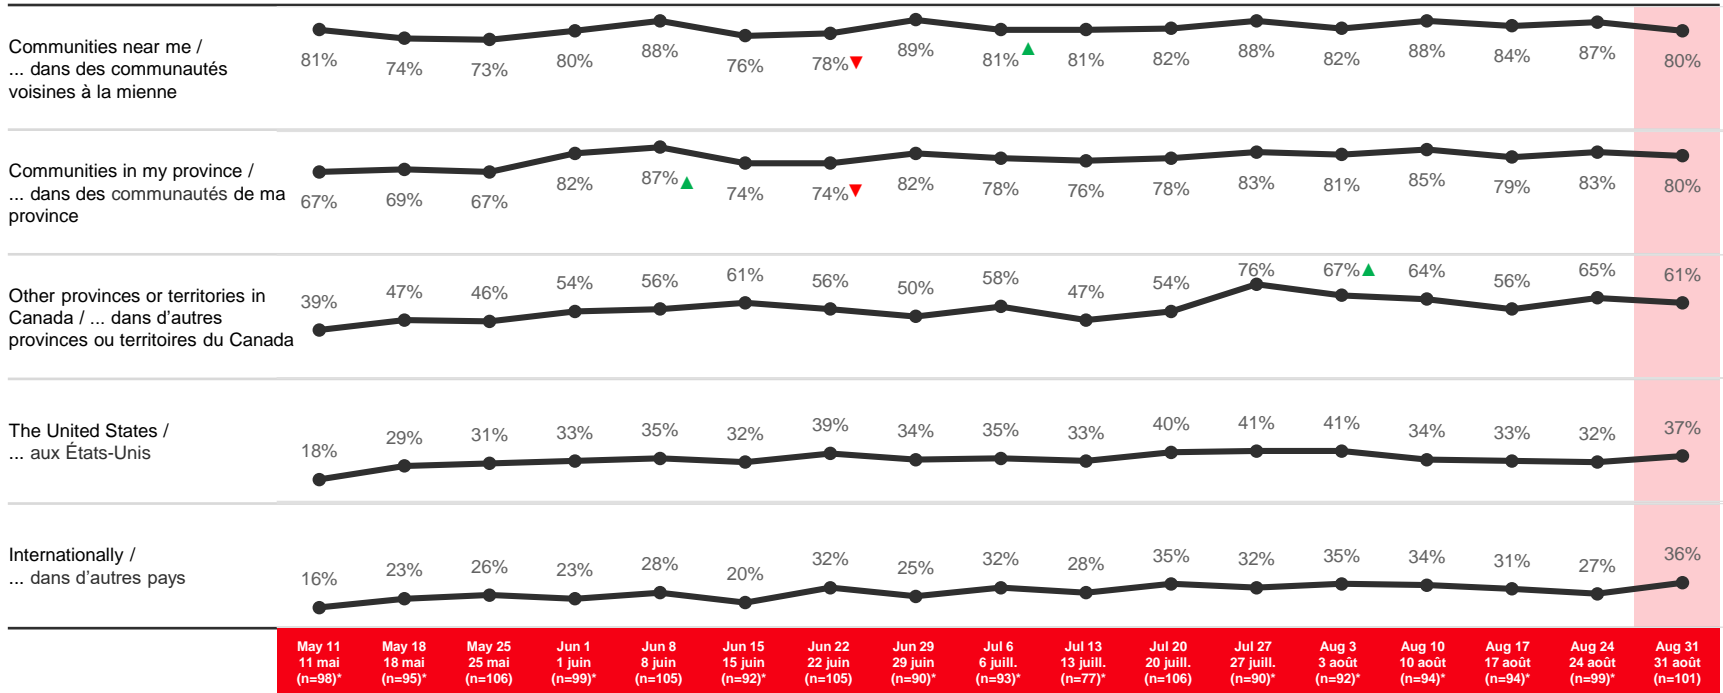 Communities near me /
... dans des communautés
voisines à la mienne
81% 74% 73% 80% 88% 76% 78%▼ 89% 81%▲ 81% 82% 88% 82% 88% 84% 87% 80%
Communities in my province /
... dans des communautés de ma
province
67% 69% 67% 82% 87%▲ 74% 74%▼ 82% 78% 76% 78% 83% 81% 85% 79% 83% 80%
Other provinces or territories in
Canada / ... dans d'autres
provinces ou territoires du Canada
39% 47% 46% 54% 56% 61% 56% 50% 58% 47% 54% 76% 67%▲ 64% 56% 65% 61%
The United States /
... aux États-Unis
18% 29% 31% 33% 35% 32% 39% 34% 35% 33% 40% 41% 41% 34% 33% 32% 37%
Internationally /
... dans d'autres pays
16% 23% 26% 23% 28% 20% 32% 25% 32% 28% 35% 32% 35% 34% 31% 27% 36%
May 11 May 18 May 25 Jun 1 Jun 8 Jun 15 Jun 22 Jun 29 Jul 6 Jul 13 Jul 20 Jul 27 Aug 3 Aug 10 Aug 17 Aug 24 Aug 31
11 mai 18 mai 25 mai 1 juin 8 juin 15 juin 22 juin 29 juin 6 juill. 13 juill. 20 juill. 27 juill. 3 août 10 août 17 août 24 août 31 août
(n=98)* (n=95)* (n=106) (n=99)* (n=105) (n=92)* (n=105) (n=90)* (n=93)* (n=77)* (n=106) (n=90)* (n=92)* (n=94)* (n=94)* (n=99)* (n=101)